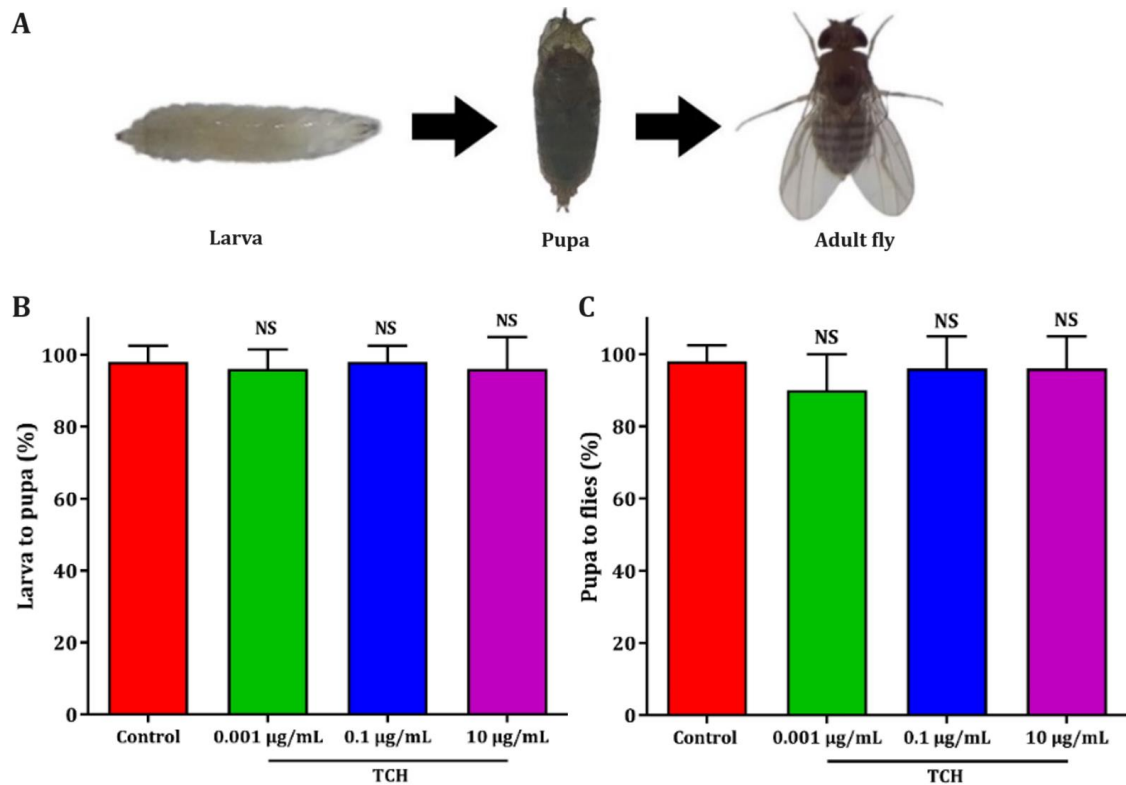 A
Larva
Pupa
Adult fly
B
Larva to pupa (%)
100
80
60
40
20
0
NS
NS
NS
Control
0.001 µg/mL
0.1 µg/mL
10 µg/mL
TCH
C
Pupa to flies (%)
100
80
60
40
20
0
NS
NS
NS
Control
0.001 µg/mL
0.1 µg/mL
10 µg/mL
TCH